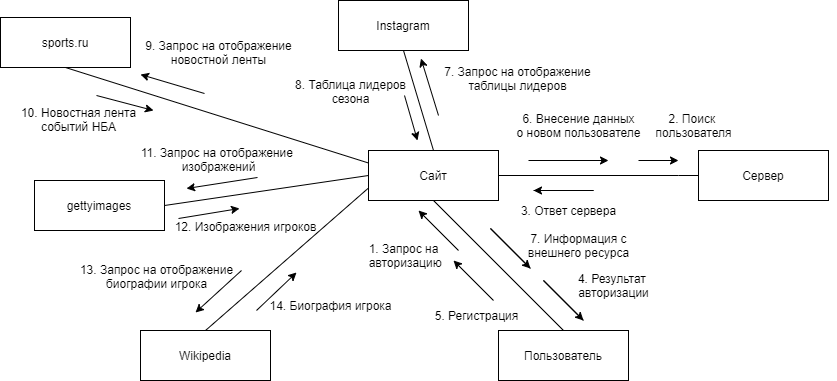 Instagram
sports.ru
9. Запрос на отображение
новостной ленты
7. Запрос на отображение
таблицы лидеров
8. Таблица лидеров
сезона
10. Новостная лента
событий НБА
6. Внесение данных
о новом пользователе
2. Поиск
пользователя
11. Запрос на отображение
изображений
Сайт
Сервер
gettyimages
3. Ответ сервера
12. Изображения игроков
1. Запрос на
авторизацию
7. Информация с
внешнего ресурса
13. Запрос на отображение
биографии игрока
4. Результат
авторизации
14. Биография игрока
5. Регистрация
Wikipedia
Пользователь